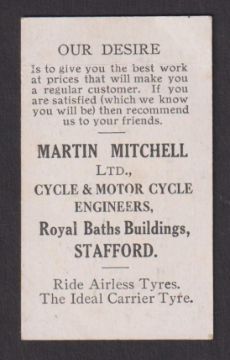 OUR DESIRE
Is to give you the best work
at prices that will make you
a regular customer. If you
are satisfied (which we know
you will be) then recommend
us to your friends.
MARTIN MITCHELL
LTD.,
CYCLE & MOTOR CYCLE
ENGINEERS,
Royal Baths Buildings,
STAFFORD.
Ride Airless Tyres.
The Ideal Carrier Tyre.